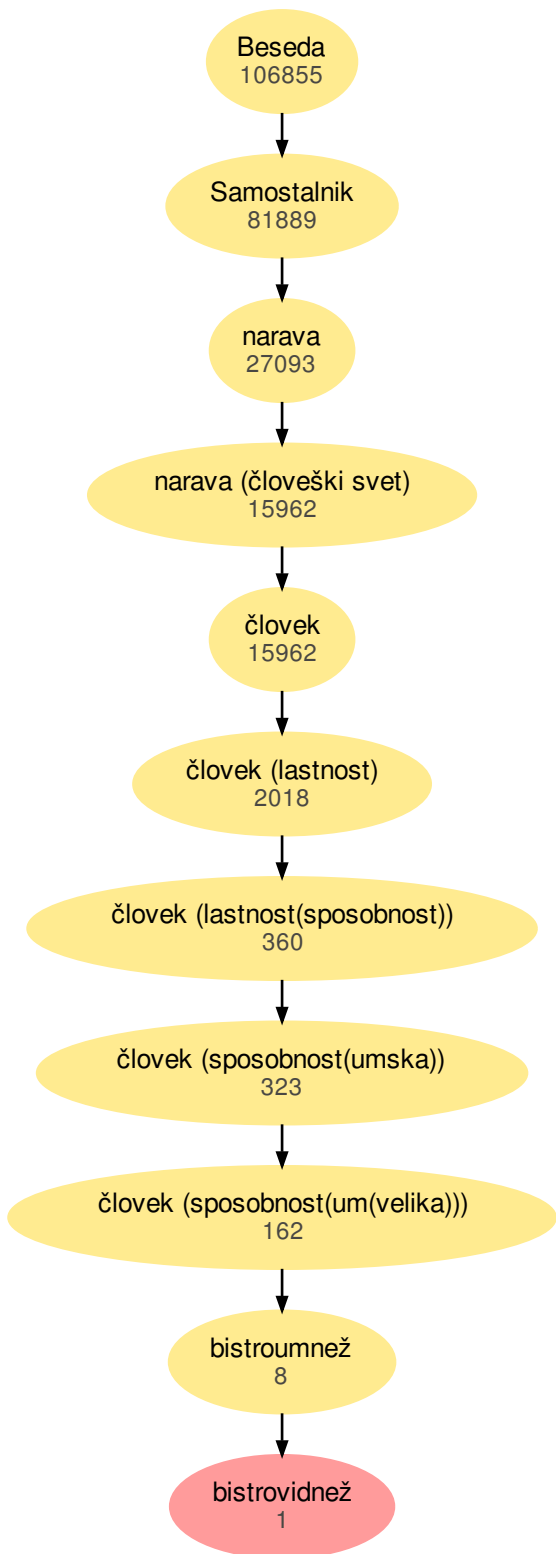 Beseda
106855
Samostalnik
81889
narava
27093
narava (človeški svet)
15962
človek
15962
človek (lastnost)
2018
človek (lastnost(sposobnost))
360
človek (sposobnost(umska))
323
človek (sposobnost(um(velika)))
162
bistroumnež
8
bistrovidnež
1